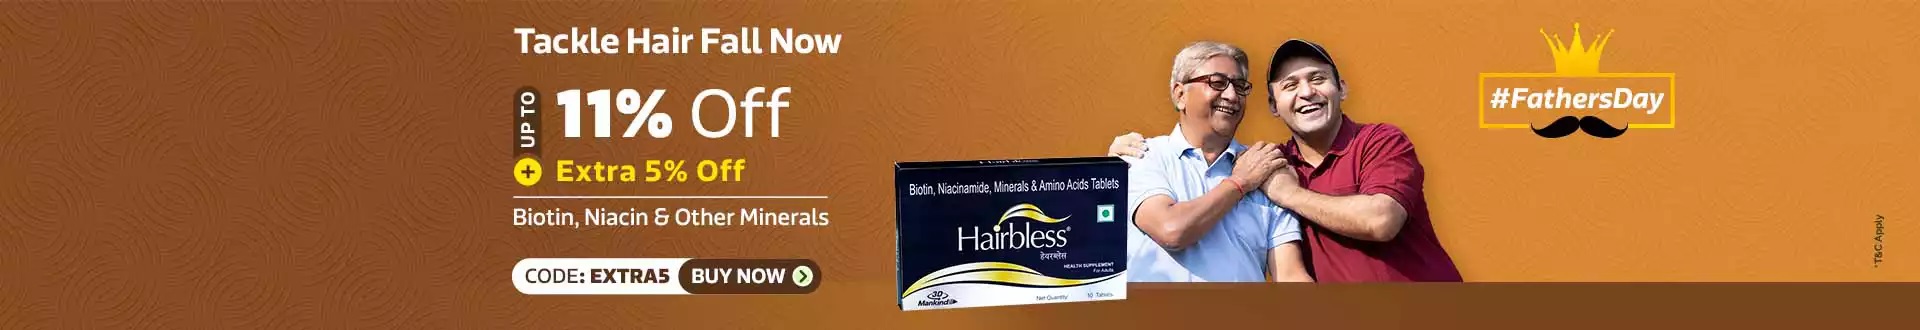 Tackle Hair Fall Now
UP TO
11% Off
+ Extra 5% Off
Biotin, Niacin & Other Minerals
CODE: EXTRA5
BUY NOW >
Biotin, Niacinamide, Minerals & Amino Acids Tablets
Hairbless®
हेयरब्लेस
HEALTH SUPPLEMENT
For Adults
3D
Mankind
Net Quantity
10 Tablets
#FathersDay
*T&C Apply